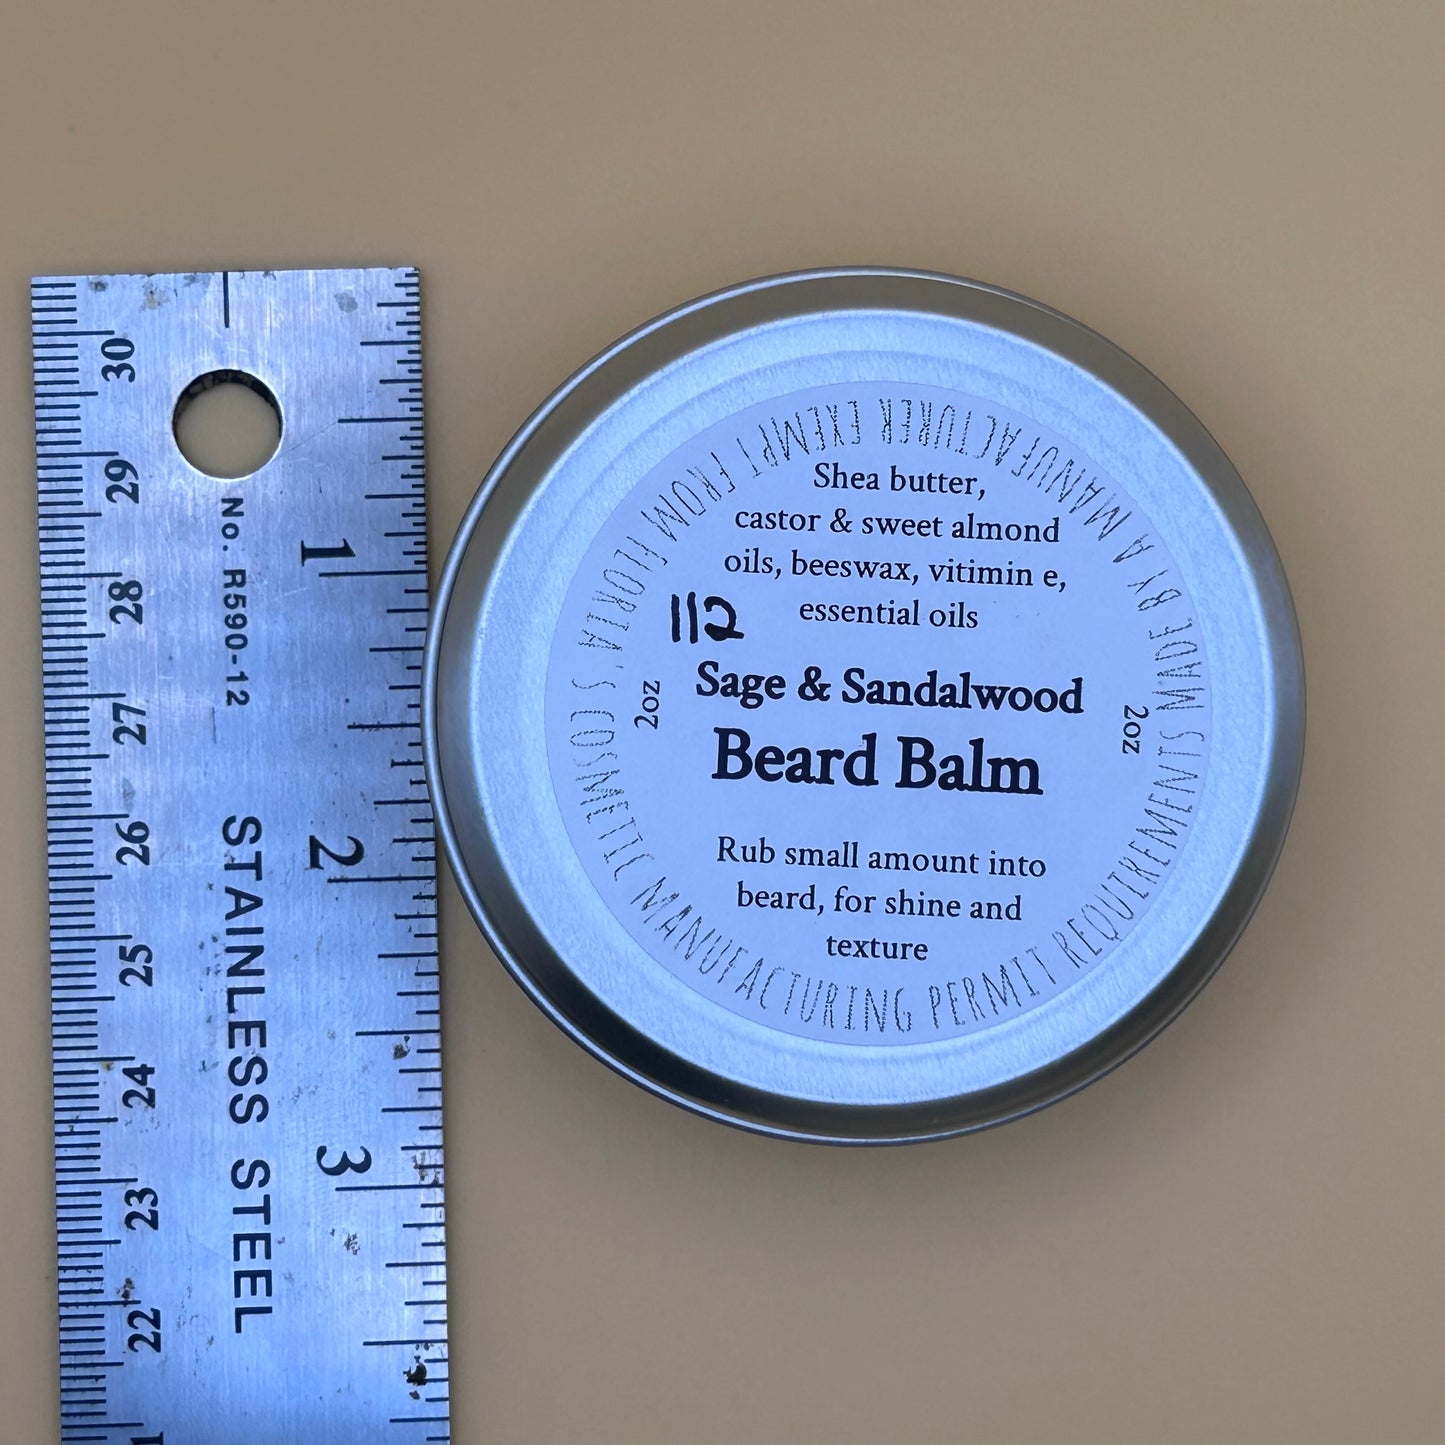 Shea butter,
castor & sweet almond
oils, beeswax, vitimin e,
essential oils
112
Sage & Sandalwood
Beard Balm
2oz
2oz
Rub small amount into
beard, for shine and
texture
MADE BY A MANUFACTURER EXEMPT FROM FLORIA'S COSMETIC MANUFACTURING PERMIT REQUIREMENTS
No. R590-12
STAINLESS STEEL
1
2
3
30
29
28
27
26
25
24
23
22